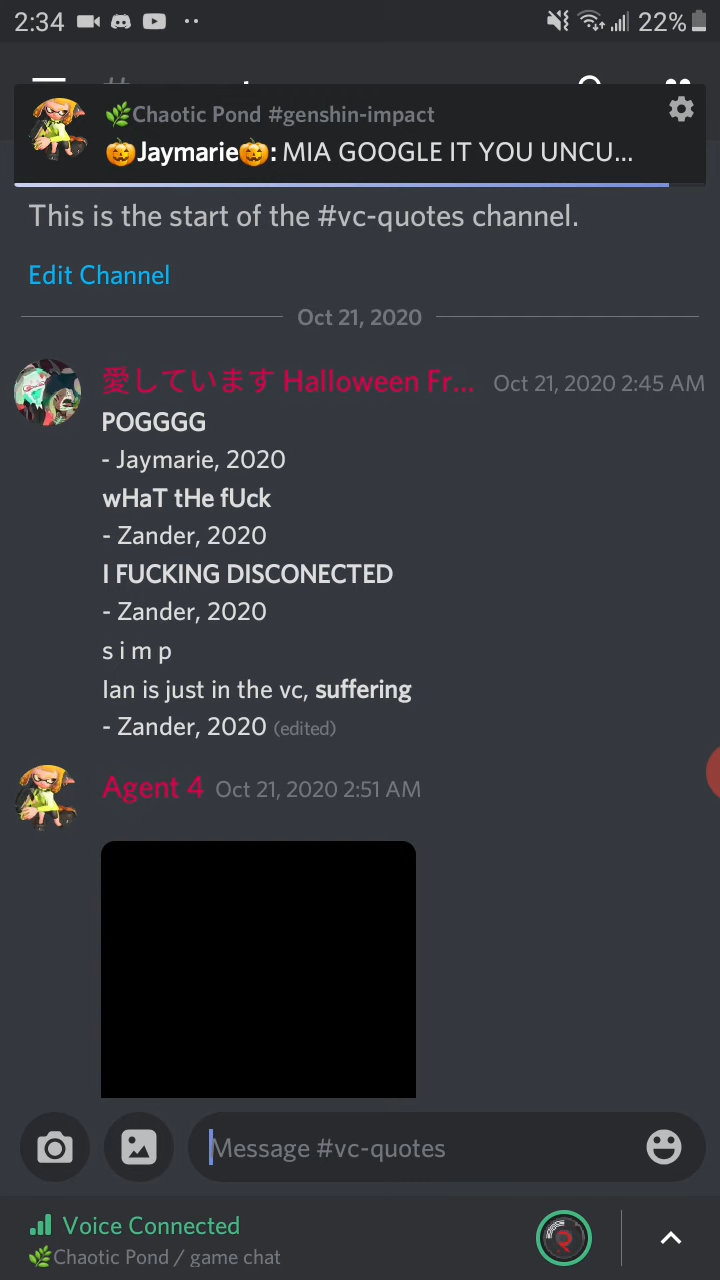 2:34 22%
🌿Chaotic Pond #genshin-impact
🎃Jaymarie🎃: MIA GOOGLE IT YOU UNCU...
This is the start of the #vc-quotes channel.
Edit Channel
Oct 21, 2020
愛しています Halloween Fr... Oct 21, 2020 2:45 AM
POGGGG
- Jaymarie, 2020
wHaT tHe fUck
- Zander, 2020
I FUCKING DISCONECTED
- Zander, 2020
s i m p
Ian is just in the vc, suffering
- Zander, 2020 (edited)
Agent 4 Oct 21, 2020 2:51 AM
Message #vc-quotes
Voice Connected
🌿Chaotic Pond / game chat